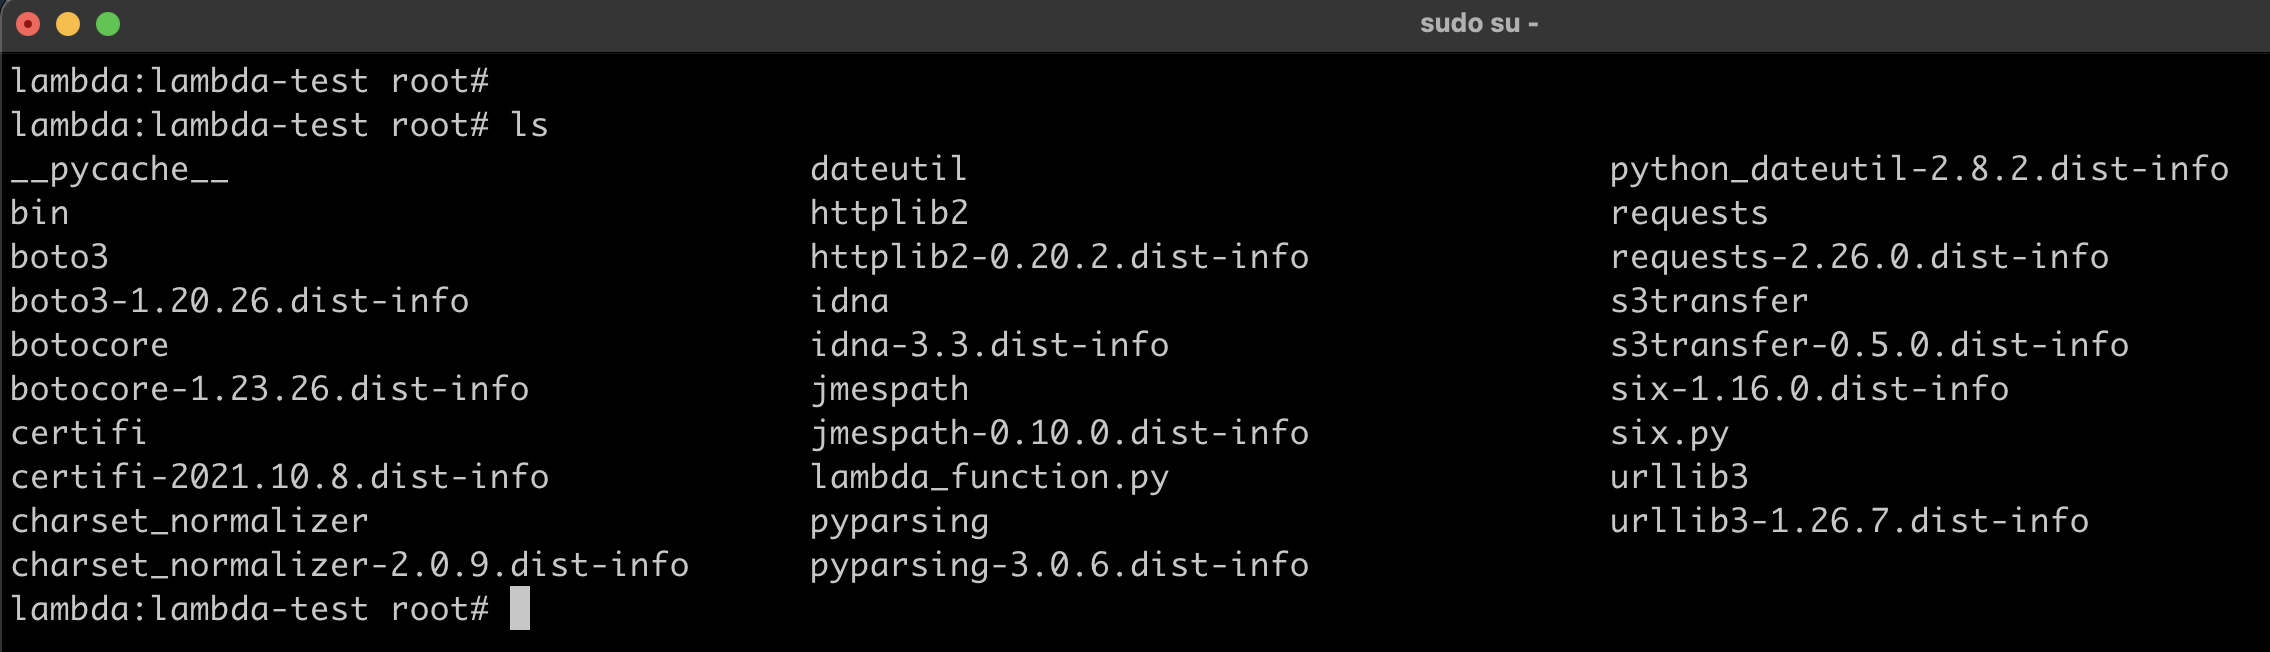 sudo su -
lambda:lambda-test root#
lambda:lambda-test root# ls
__pycache__ dateutil python_dateutil-2.8.2.dist-info
bin httplib2 requests
boto3 httplib2-0.20.2.dist-info requests-2.26.0.dist-info
boto3-1.20.26.dist-info idna s3transfer
botocore idna-3.3.dist-info s3transfer-0.5.0.dist-info
botocore-1.23.26.dist-info jmespath six-1.16.0.dist-info
certifi jmespath-0.10.0.dist-info six.py
certifi-2021.10.8.dist-info lambda_function.py urllib3
charset_normalizer pyparsing urllib3-1.26.7.dist-info
charset_normalizer-2.0.9.dist-info pyparsing-3.0.6.dist-info
lambda:lambda-test root#